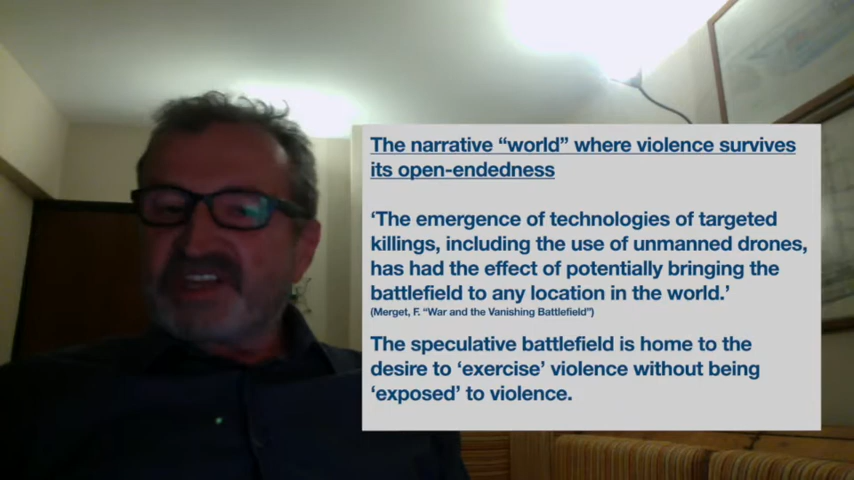 The narrative “world” where violence survives
its open-endedness
‘The emergence of technologies of targeted
killings, including the use of unmanned drones,
has had the effect of potentially bringing the
battlefield to any location in the world.’
(Merget, F. “War and the Vanishing Battlefield”)
The speculative battlefield is home to the
desire to ‘exercise’ violence without being
‘exposed’ to violence.